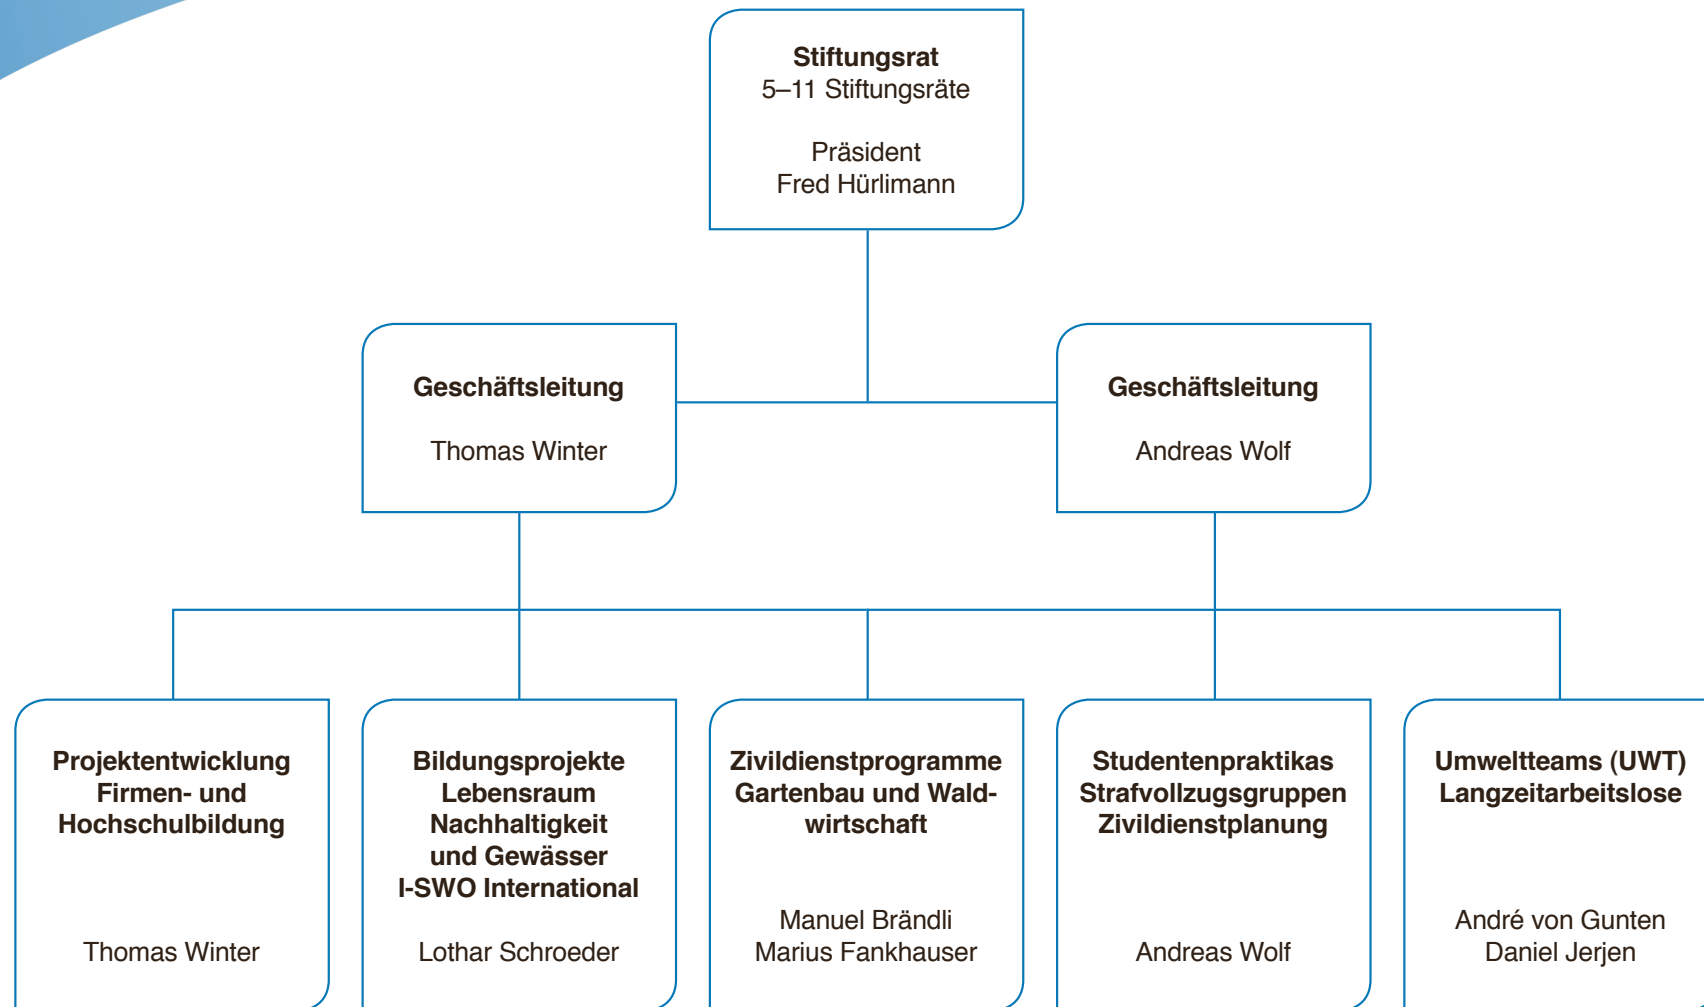 Stiftungsrat
5–11 Stiftungsräte
Präsident
Fred Hürlimann
Geschäftsleitung
Thomas Winter
Geschäftsleitung
Andreas Wolf
Projektentwicklung
Firmen- und
Hochschulbildung
Thomas Winter
Bildungsprojekte
Lebensraum
Nachhaltigkeit
und Gewässer
I-SWO International
Lothar Schroeder
Zivildienstprogramme
Gartenbau und Wald-
wirtschaft
Manuel Brändli
Marius Fankhauser
Studentenpraktikas
Strafvollzugsgruppen
Zivildienstplanung
Andreas Wolf
Umweltteams (UWT)
Langzeitarbeitslose
André von Gunten
Daniel Jerjen